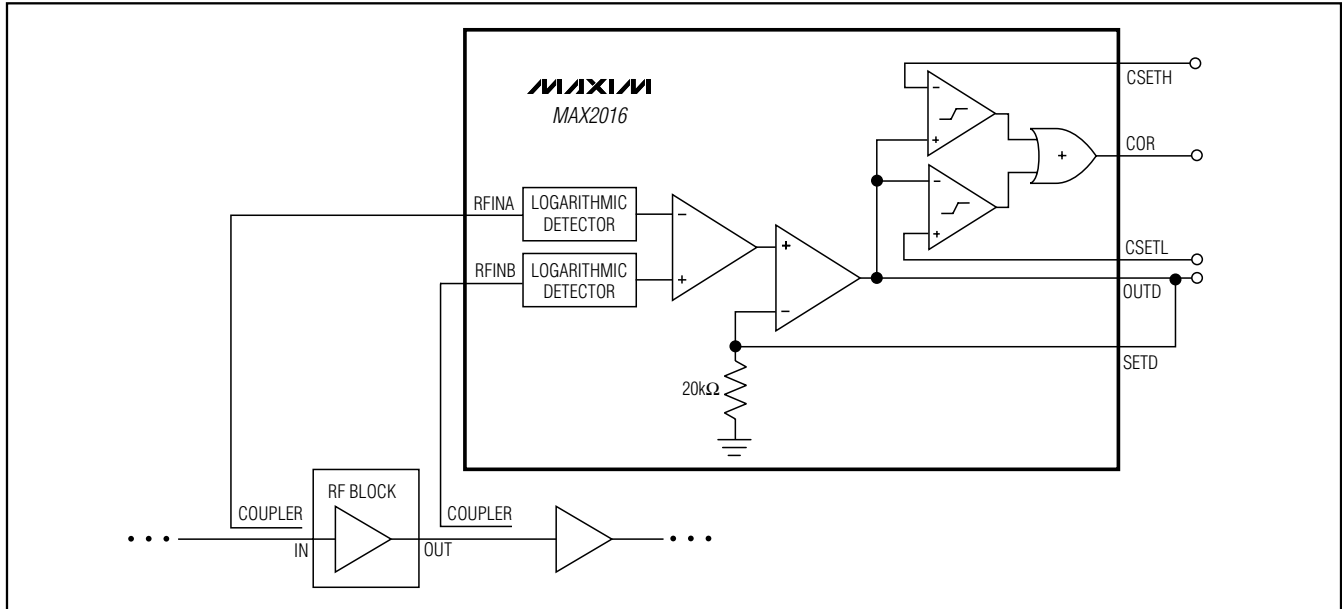 MAXIM
MAX2016
CSETH
COR
CSETL
OUTD
SETD
RFINA
LOGARITHMIC
DETECTOR
RFINB
LOGARITHMIC
DETECTOR
−
+
+
−
−
+
−
+
+
20kΩ
RF BLOCK
COUPLER
COUPLER
IN
OUT